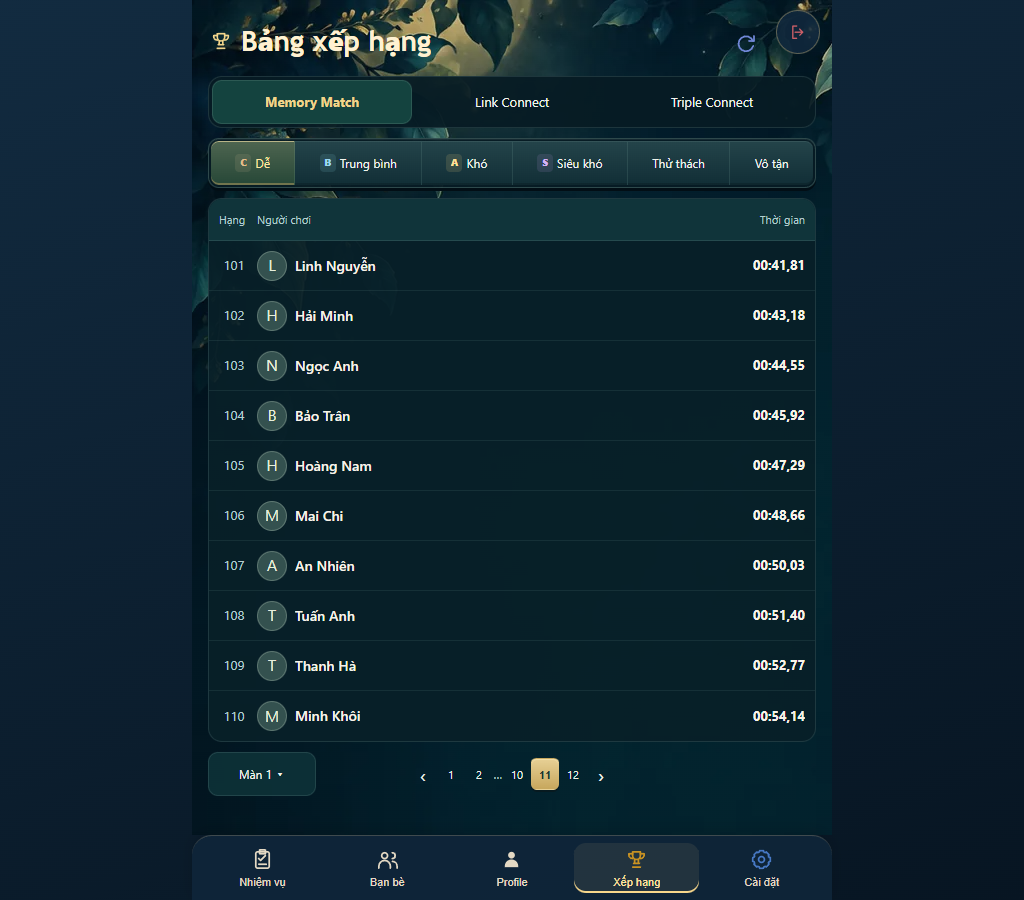 Bảng xếp hạng
Memory Match
Link Connect
Triple Connect
C Dễ
B Trung bình
A Khó
S Siêu khó
Thử thách
Vô tận
Hạng Người chơi Thời gian
101 L Linh Nguyễn 00:41,81
102 H Hải Minh 00:43,18
103 N Ngọc Anh 00:44,55
104 B Bảo Trân 00:45,92
105 H Hoàng Nam 00:47,29
106 M Mai Chi 00:48,66
107 A An Nhiên 00:50,03
108 T Tuấn Anh 00:51,40
109 T Thanh Hà 00:52,77
110 M Minh Khôi 00:54,14
Màn 1 ▾
‹ 1 2 ... 10 11 12 ›
Nhiệm vụ
Bạn bè
Profile
Xếp hạng
Cài đặt